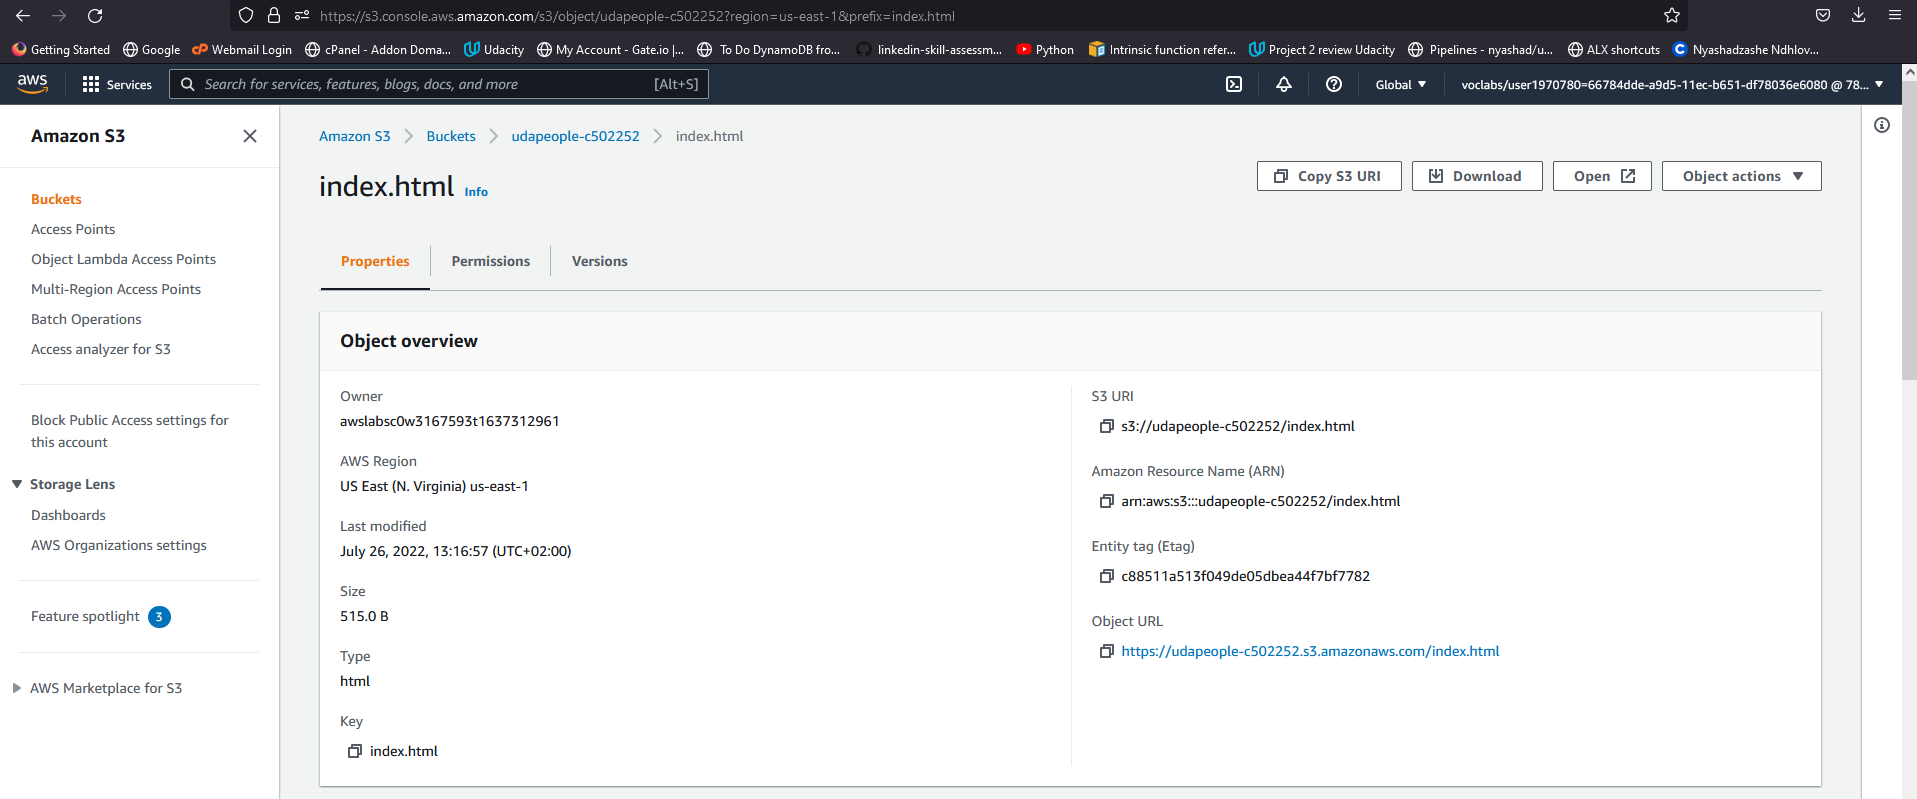 https://s3.console.aws.amazon.com/s3/object/udapeople-c502252?region=us-east-1&prefix=index.html
Getting Started Google Webmail Login cPanel - Addon Doma... Udacity My Account - Gate.io |... To Do DynamoDB fro... linkedin-skill-assessm... Python Intrinsic function refer... Project 2 review Udacity Pipelines - nyashad/u... ALX shortcuts Nyashadzashe Ndhlov...
aws Services Search for services, features, blogs, docs, and more [Alt+S] Global voclabs/user1970780=66784dde-a9d5-11ec-b651-df78036e6080 @ 78...
Amazon S3
Buckets
Access Points
Object Lambda Access Points
Multi-Region Access Points
Batch Operations
Access analyzer for S3
Block Public Access settings for
this account
Storage Lens
Dashboards
AWS Organizations settings
Feature spotlight 3
AWS Marketplace for S3
Amazon S3 Buckets udapeople-c502252 index.html
index.html Info
Copy S3 URI Download Open Object actions
Properties Permissions Versions
Object overview
Owner
awslabsc0w3167593t1637312961
AWS Region
US East (N. Virginia) us-east-1
Last modified
July 26, 2022, 13:16:57 (UTC+02:00)
Size
515.0 B
Type
html
Key
index.html
S3 URI
s3://udapeople-c502252/index.html
Amazon Resource Name (ARN)
arn:aws:s3:::udapeople-c502252/index.html
Entity tag (Etag)
c88511a513f049de05dbea44f7bf7782
Object URL
https://udapeople-c502252.s3.amazonaws.com/index.html